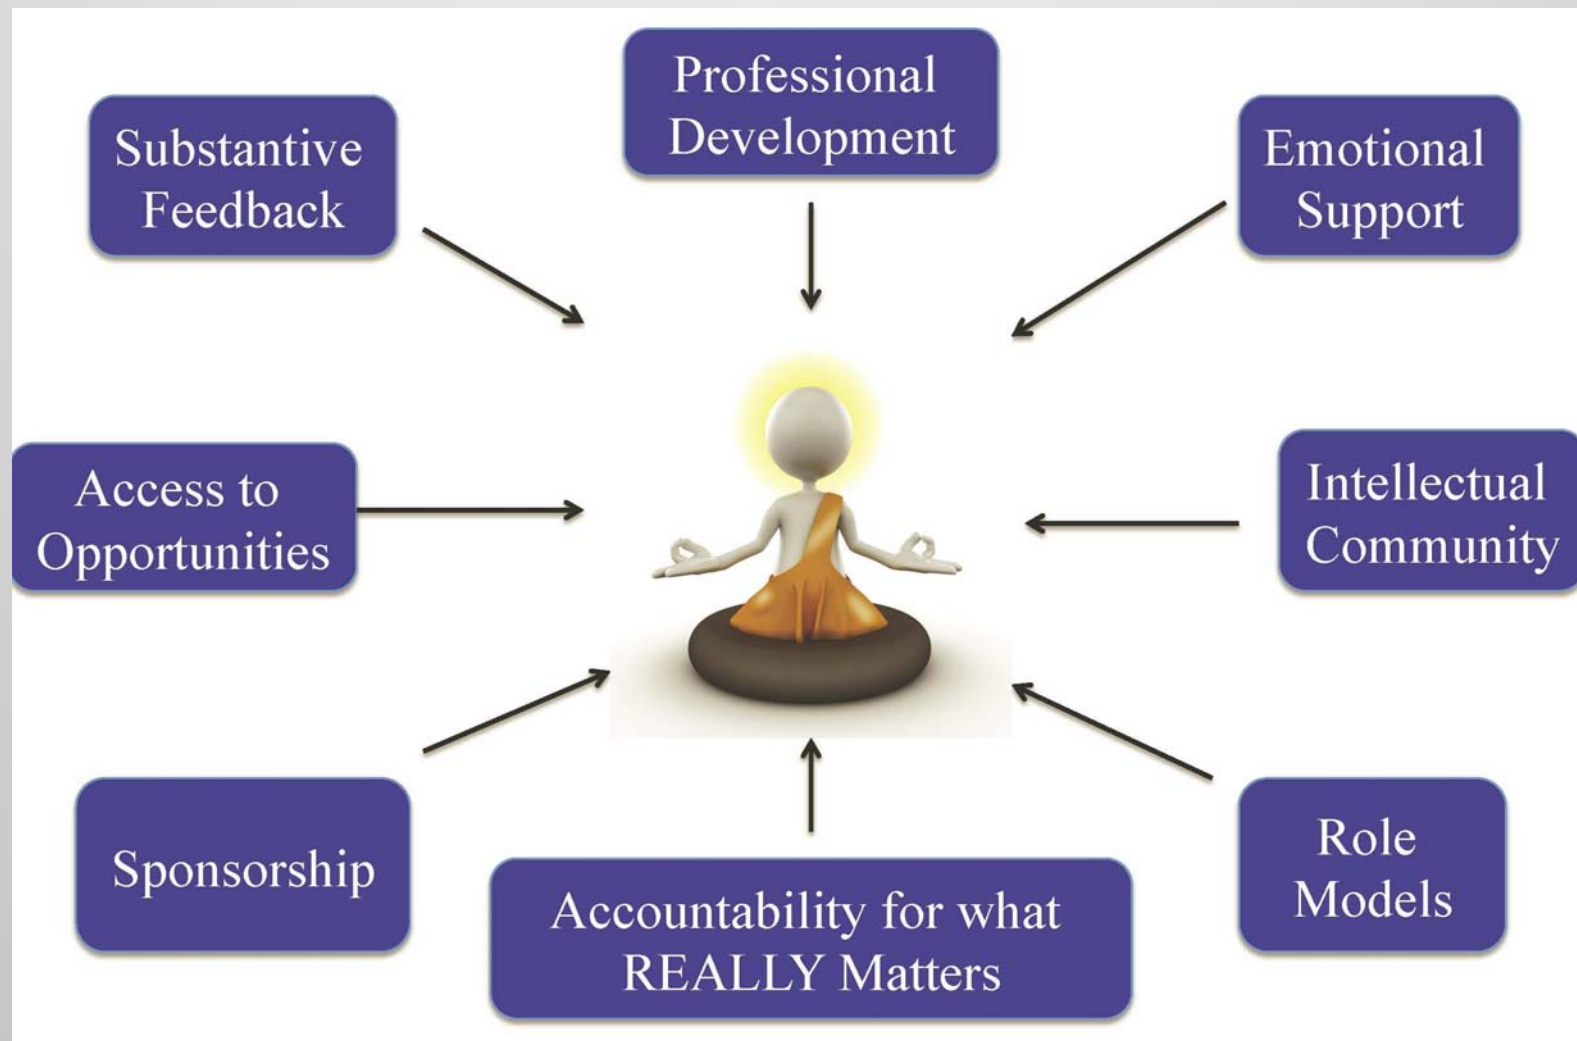 Professional
Development
Substantive
Feedback
Emotional
Support
Access to
Opportunities
Intellectual
Community
Sponsorship
Accountability for what
REALLY Matters
Role
Models